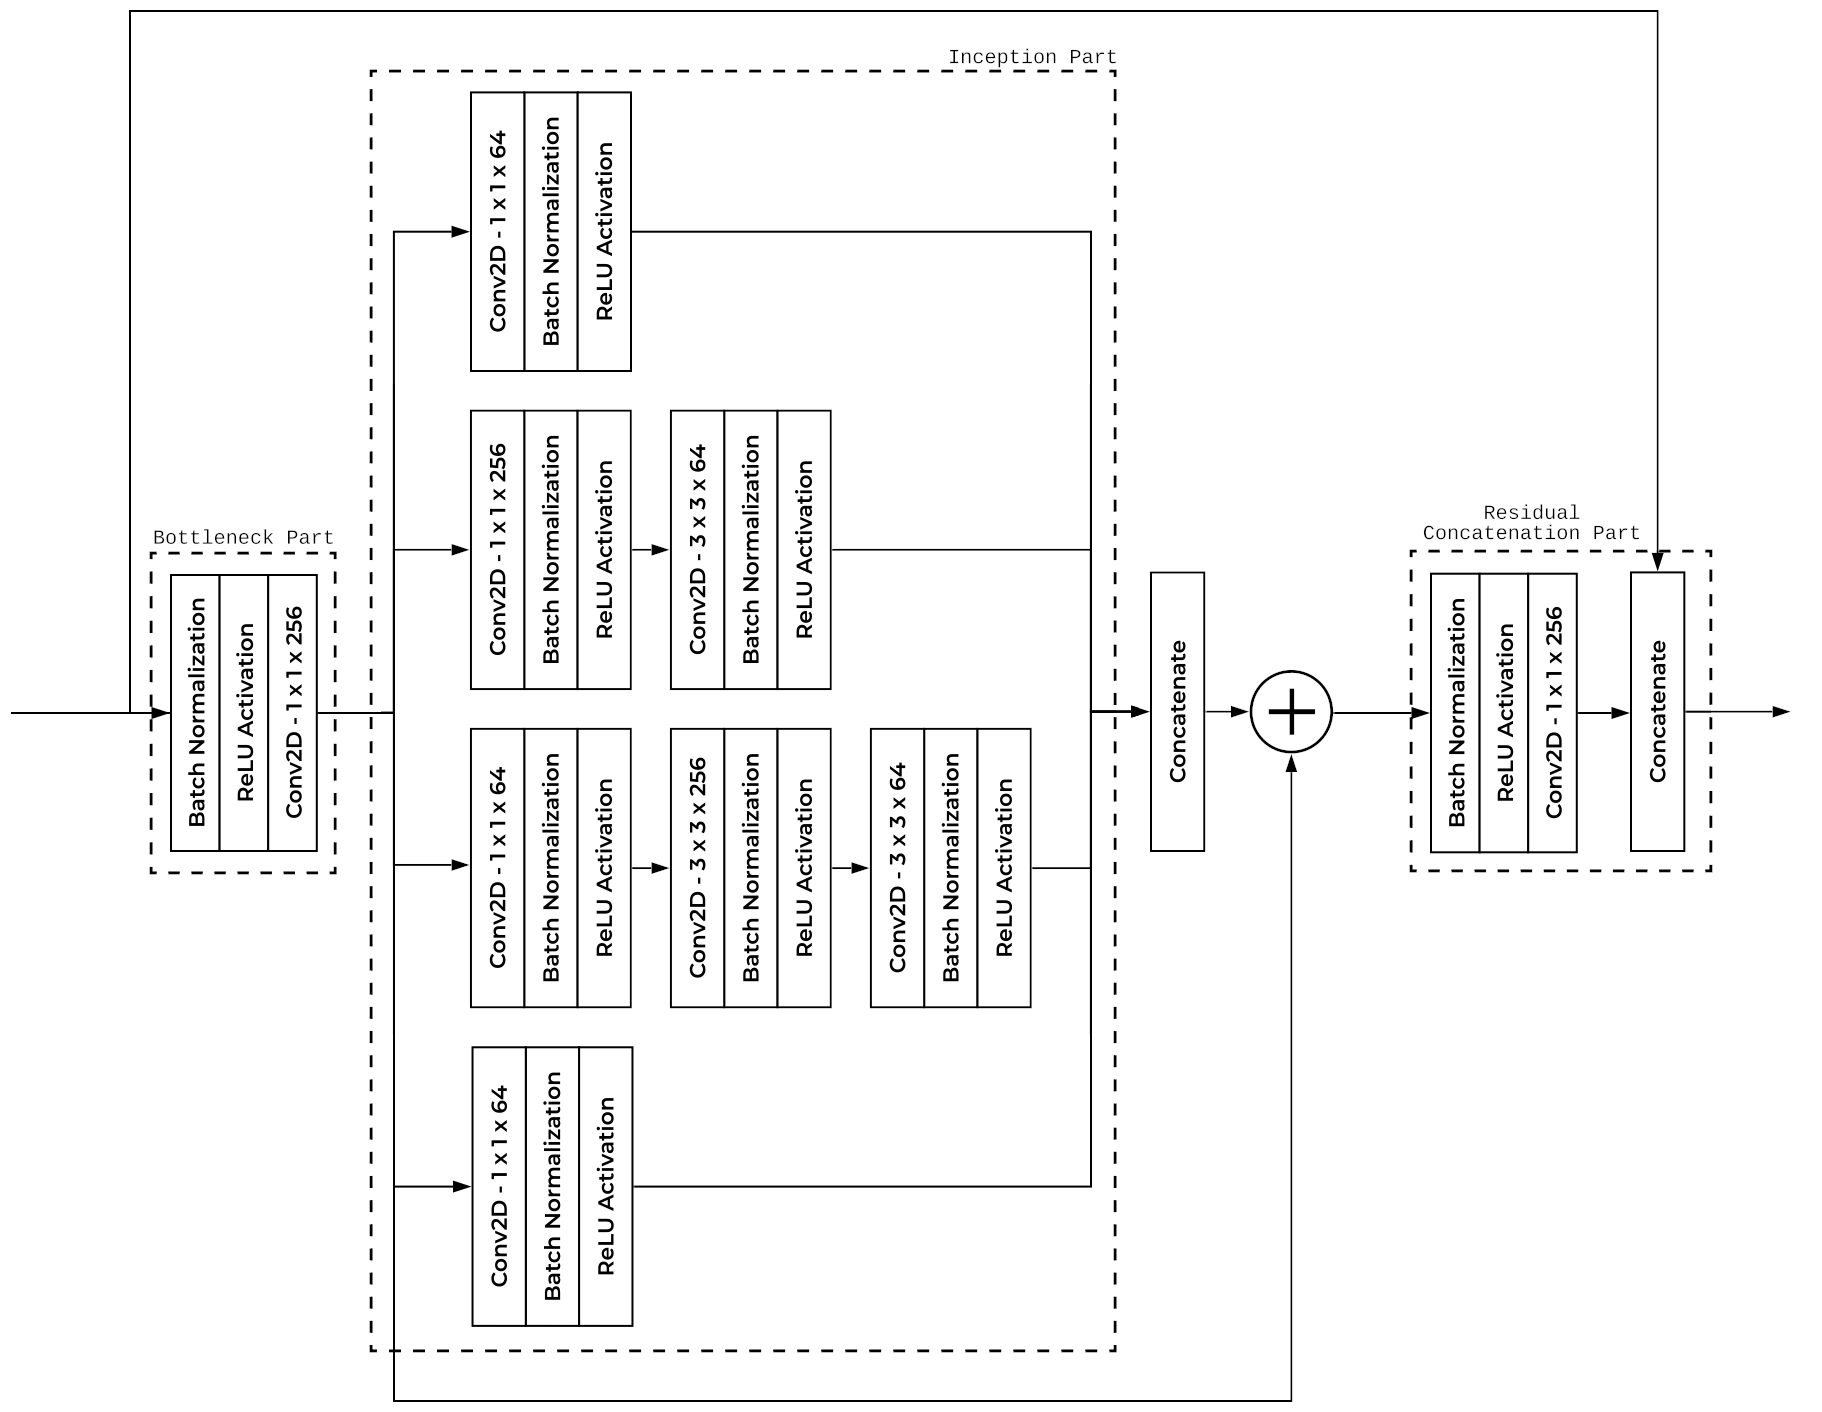 Inception Part
Conv2D - 1 x 1 x 64
Batch Normalization
ReLU Activation
Conv2D - 1 x 1 x 256
Batch Normalization
ReLU Activation
Conv2D - 3 x 3 x 64
Batch Normalization
ReLU Activation
Bottleneck Part
Batch Normalization
ReLU Activation
Conv2D - 1 x 1 x 256
Conv2D - 1 x 1 x 64
Batch Normalization
ReLU Activation
Conv2D - 3 x 3 x 256
Batch Normalization
ReLU Activation
Conv2D - 3 x 3 x 64
Batch Normalization
ReLU Activation
Conv2D - 1 x 1 x 64
Batch Normalization
ReLU Activation
Concatenate
Residual
Concatenation Part
Batch Normalization
ReLU Activation
Conv2D - 1 x 1 x 256
Concatenate